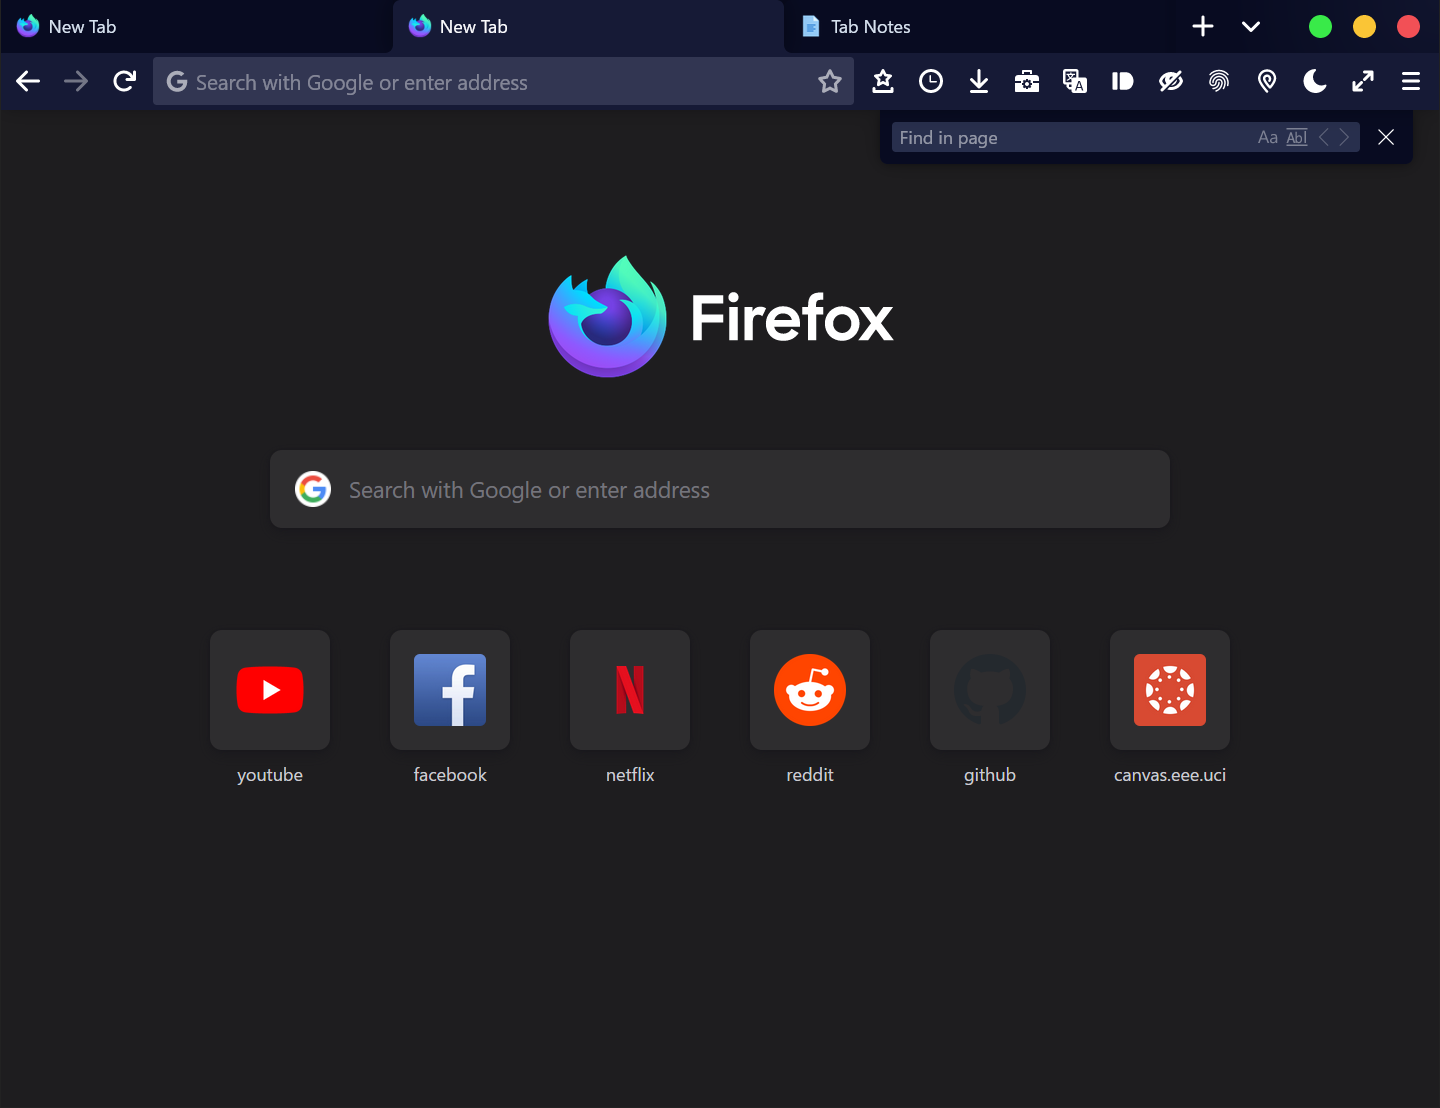 New Tab
New Tab
Tab Notes
Search with Google or enter address
Find in page
Aa
Abl
Firefox
Search with Google or enter address
youtube
facebook
netflix
reddit
github
canvas.eee.uci